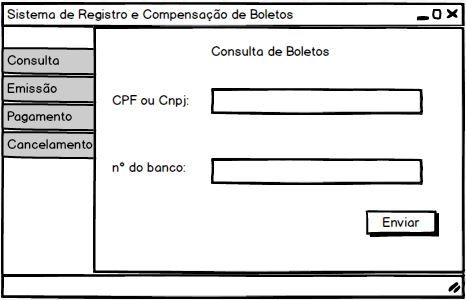 Sistema de Registro e Compensação de Boletos
Consulta de Boletos
Consulta
Emissão
Pagamento
Cancelamento
CPF ou Cnpj:
n° do banco:
Enviar